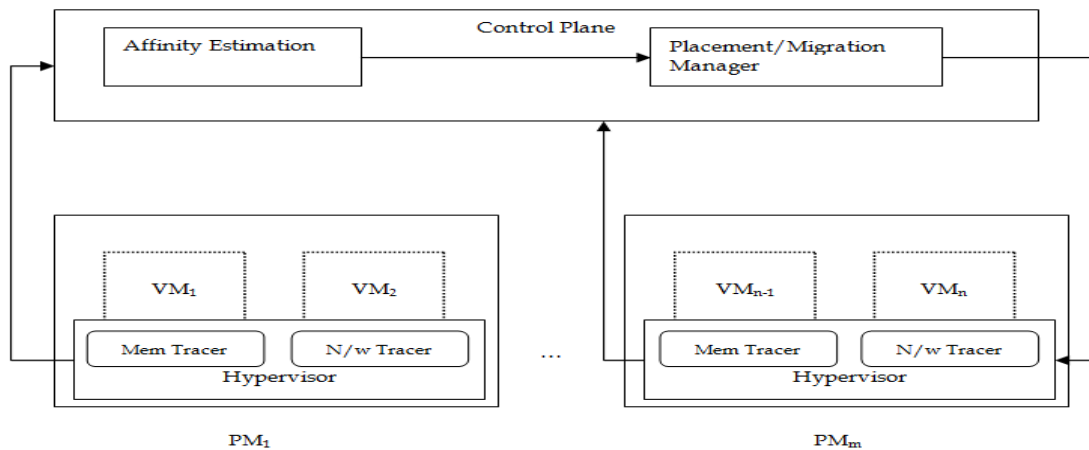 Control Plane
Affinity Estimation
Placement/Migration
Manager
VM₁
VM₂
VMₙ₋₁
VMₙ
Mem Tracer
N/w Tracer
...
Mem Tracer
N/w Tracer
Hypervisor
Hypervisor
PM₁
PMₘ